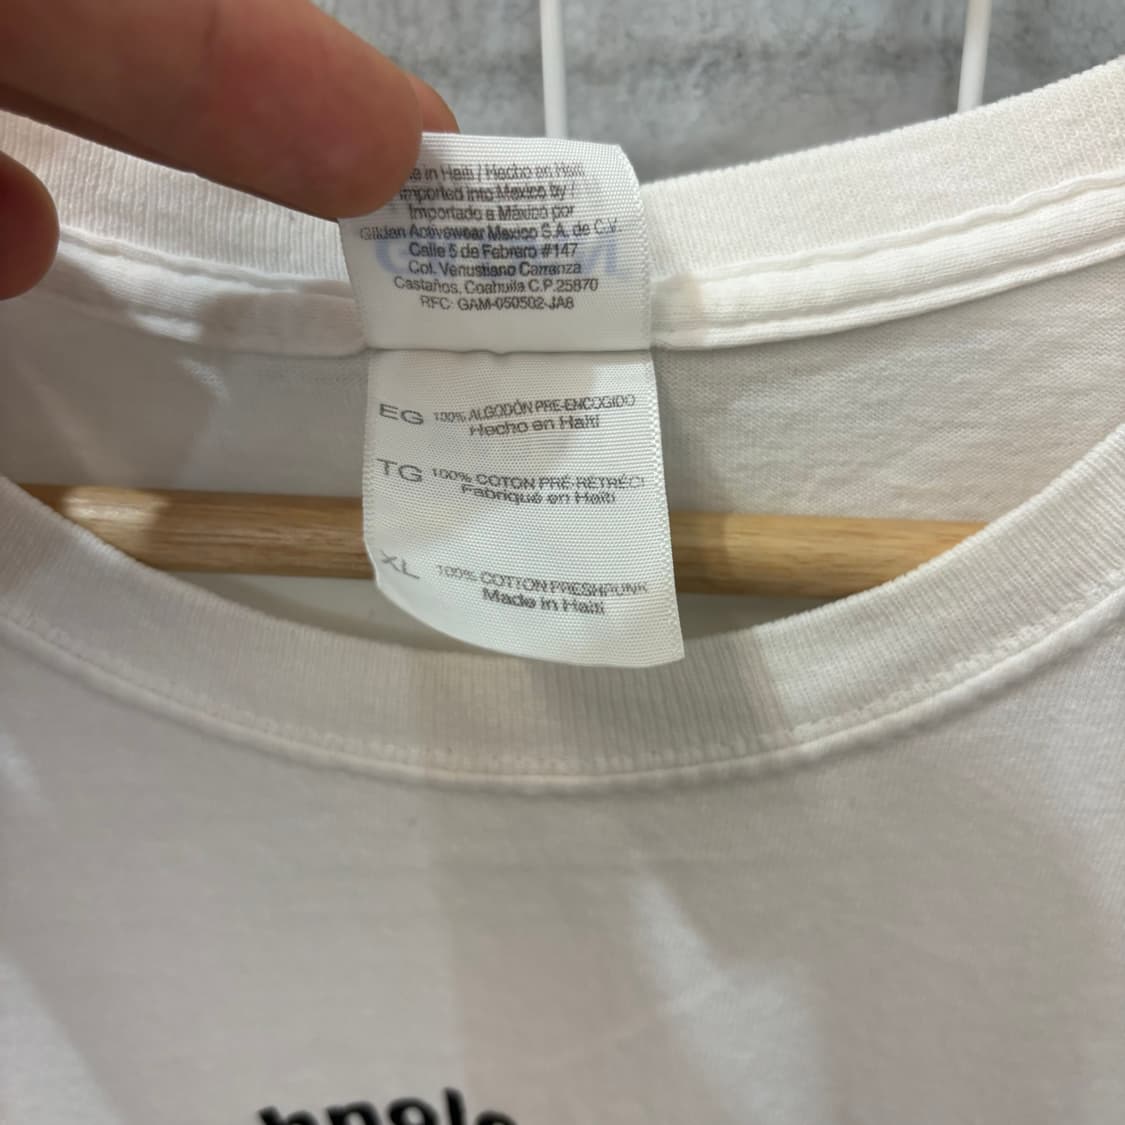 in Haiti / Hecho en Haiti
Imported into Mexico by /
Importado a México por
Gildan Activewear Mexico S.A. de C.V.
Calle 5 de Febrero #147
Col. Venustiano Carranza
Castaños, Coahuila C.P.25870
RFC: GAM-050502-JA8
EG 100% ALGODÓN PRE-ENCOGIDO
Hecho en Haïti
TG 100% COTON PRÉ-RÉTRÉCI
Fabriqué en Haïti
XL 100% COTTON PRESHRUNK
Made in Haiti